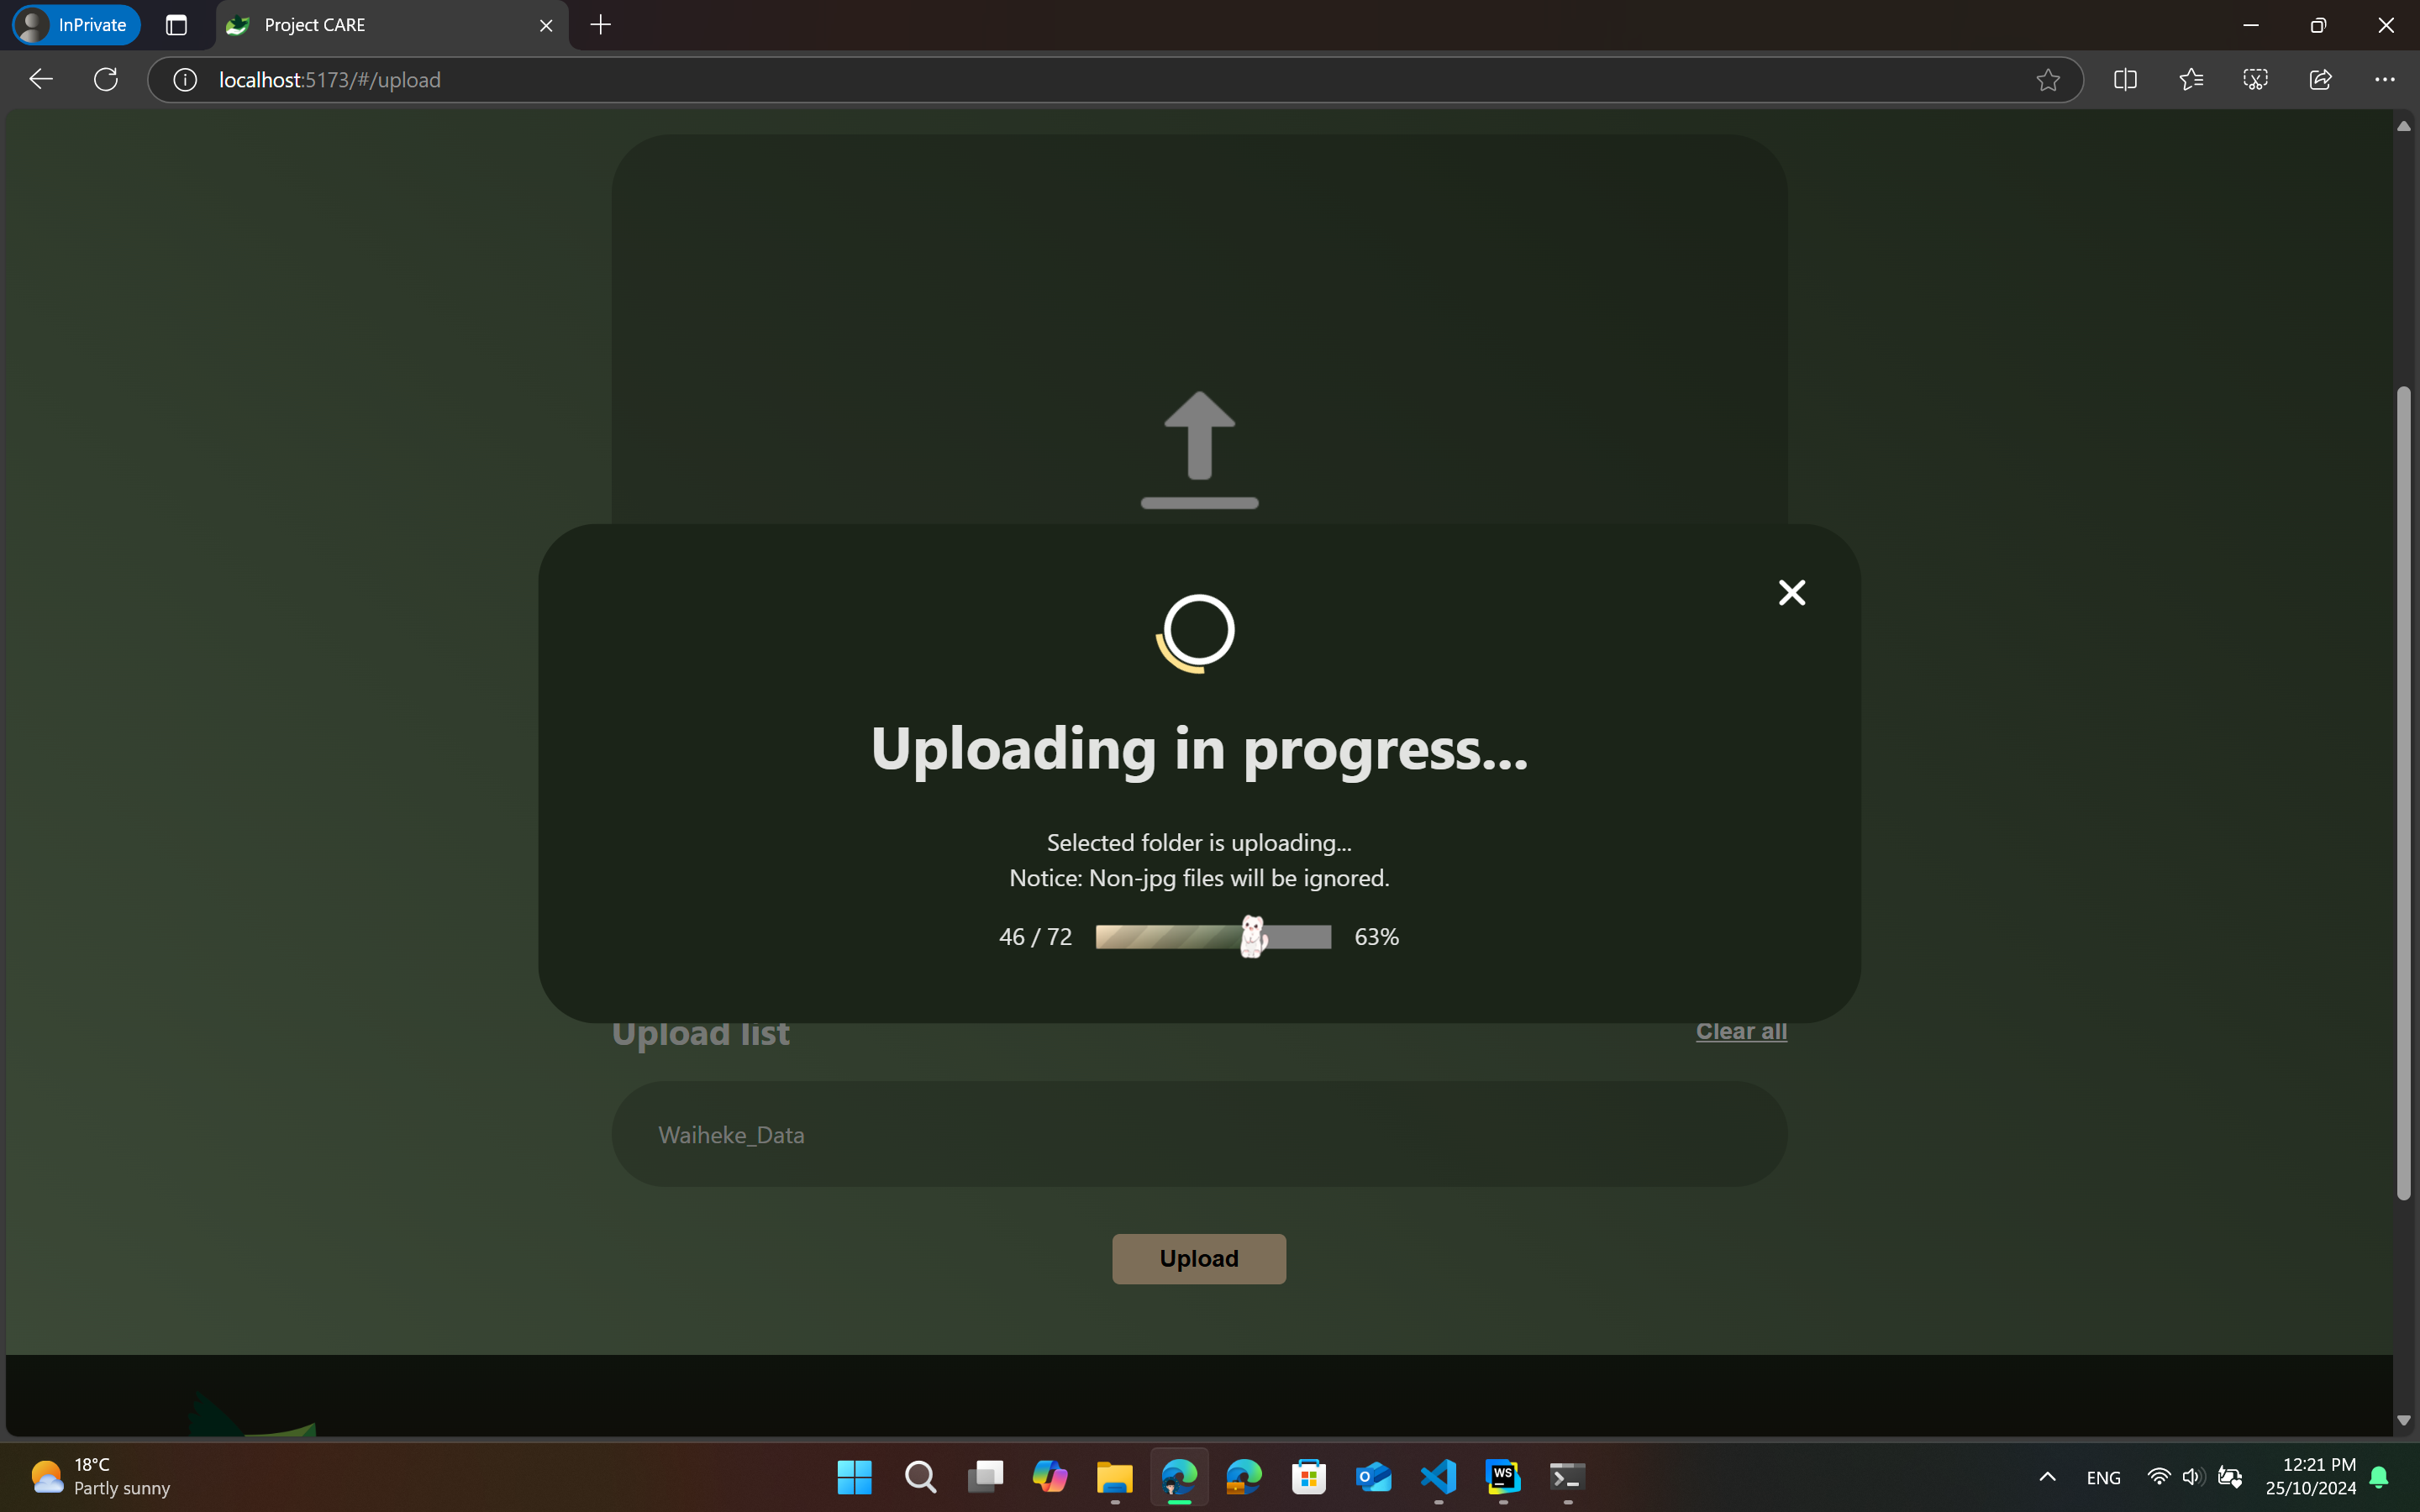 InPrivate
Project CARE
localhost:5173/#/upload
Uploading in progress...
Selected folder is uploading...
Notice: Non-jpg files will be ignored.
46 / 72
63%
Upload list
Clear all
Waiheke_Data
Upload
18°C
Partly sunny
WS
ENG
12:21 PM
25/10/2024